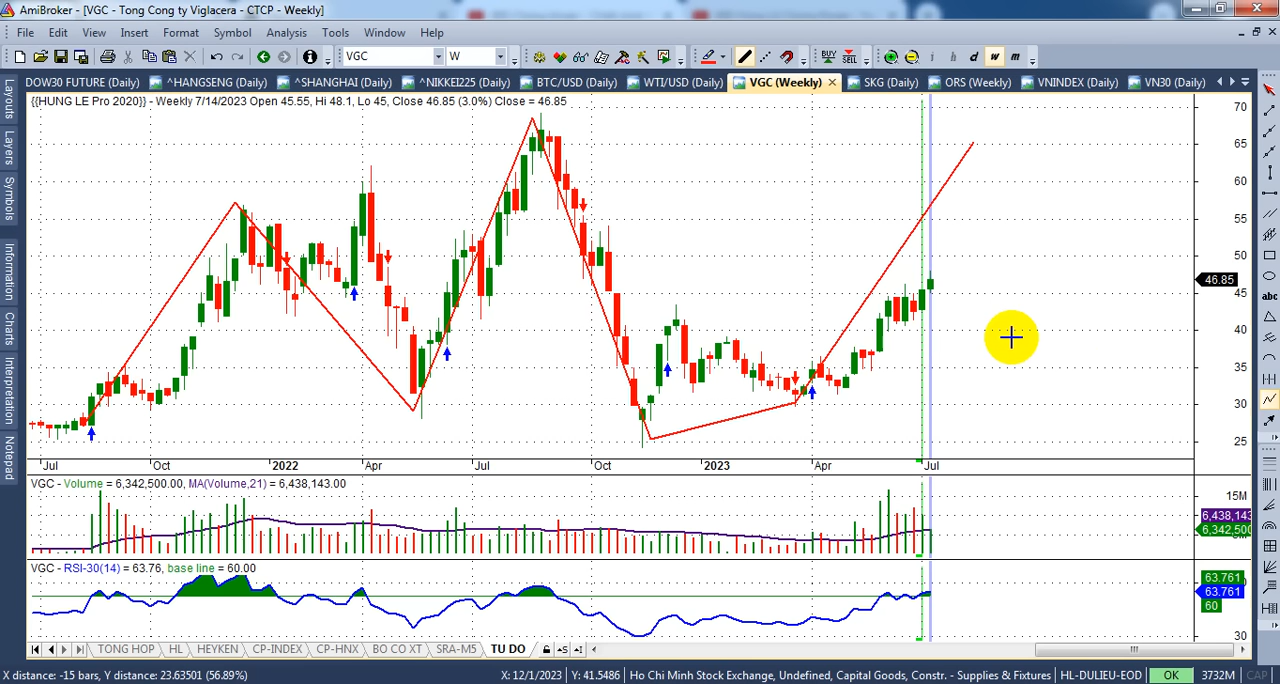 AmiBroker - [VGC - Tong Cong ty Viglacera - CTCP - Weekly]
File Edit View Insert Format Symbol Analysis Tools Window Help
VGC W BUY SELL i h d w m
DOW30 FUTURE (Daily) ^HANGSENG (Daily) ^SHANGHAI (Daily) ^NIKKEI225 (Daily) BTC/USD (Daily) WTI/USD (Daily) VGC (Weekly) SKG (Daily) ORS (Weekly) VNINDEX (Daily) VN30 (Daily)
Layouts
Layers
Symbols
Information
Charts
Interpretation
Notepad
{{HUNG LE Pro 2020}} - Weekly 7/14/2023 Open 45.55, Hi 48.1, Lo 45, Close 46.85 (3.0%) Close = 46.85
70
65
60
55
50
46.85
45
40
35
30
25
abc
Jul Oct 2022 Apr Jul Oct 2023 Apr Jul
VGC - Volume = 6,342,500.00, MA(Volume,21) = 6,438,143.00
15M
6,438,143
6,342,500
VGC - RSI-30(14) = 63.76, base line = 60.00
63.761
63.761
60
30
TONG HOP HL HEYKEN CP-INDEX CP-HNX BO CO XT SRA-M5 TU DO
X distance: -15 bars, Y distance: 23.63501 (56.89%) X: 12/1/2023 Y: 41.5486 Ho Chi Minh Stock Exchange, Undefined, Capital Goods, Constr. - Supplies & Fixtures HL-DULIEU-EOD OK 3732M CAP